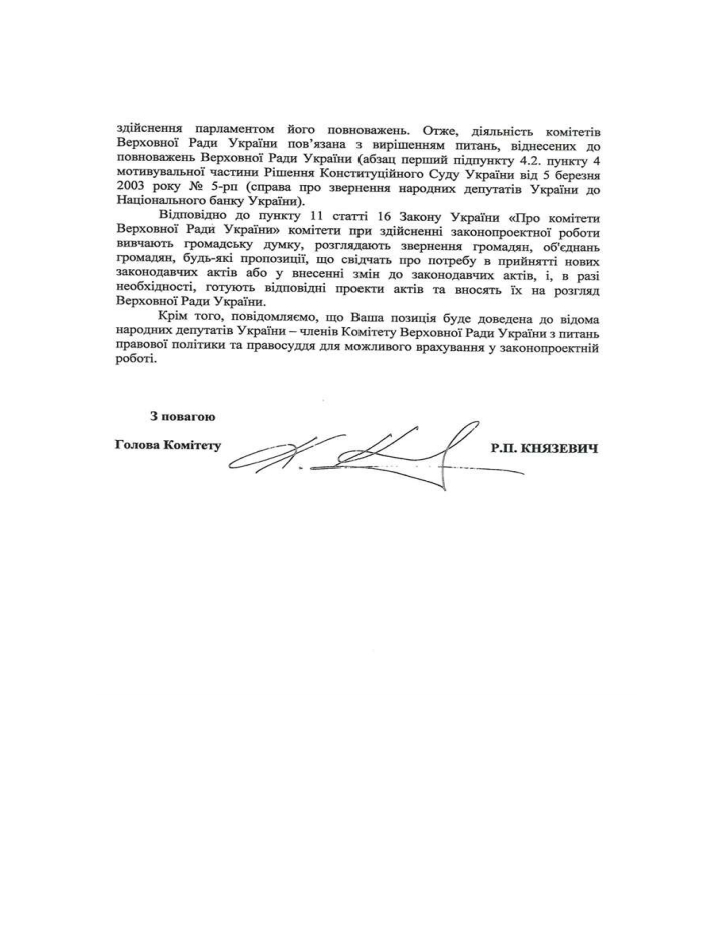 здійснення парламентом його повноважень. Отже, діяльність комітетів
Верховної Ради України пов’язана з вирішенням питань, віднесених до
повноважень Верховної Ради України (абзац перший підпункту 4.2. пункту 4
мотивувальної частини Рішення Конституційного Суду України від 5 березня
2003 року № 5-рп (справа про звернення народних депутатів України до
Національного банку України).
Відповідно до пункту 11 статті 16 Закону України «Про комітети
Верховної Ради України» комітети при здійсненні законопроектної роботи
вивчають громадську думку, розглядають звернення громадян, об'єднань
громадян, будь-які пропозиції, що свідчать про потребу в прийнятті нових
законодавчих актів або у внесенні змін до законодавчих актів, і, в разі
необхідності, готують відповідні проекти актів та вносять їх на розгляд
Верховної Ради України.
Крім того, повідомляємо, що Ваша позиція буде доведена до відома
народних депутатів України – членів Комітету Верховної Ради України з питань
правової політики та правосуддя для можливого врахування у законопроектній
роботі.
З повагою
Голова Комітету Р.П. КНЯЗЕВИЧ